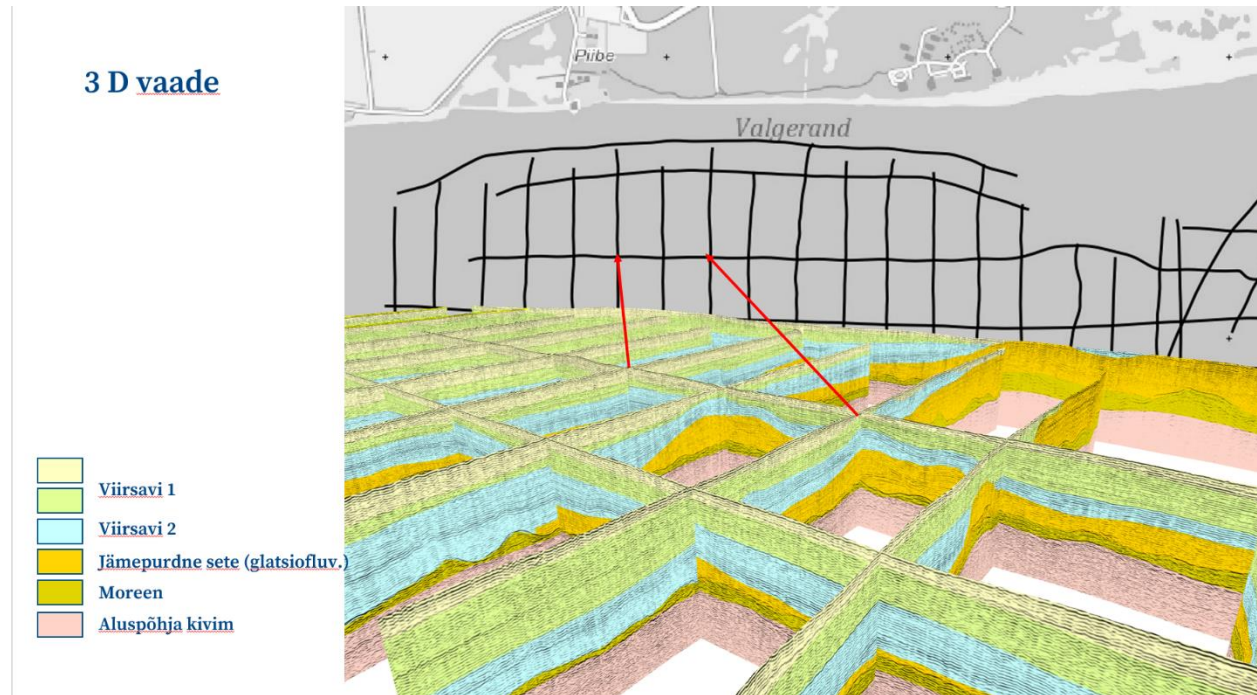 3 D vaade
Piibe
Valgerand
Viirsavi 1
Viirsavi 2
Jämepurdne sete (glatsiofluv.)
Moreen
Aluspõhja kivim